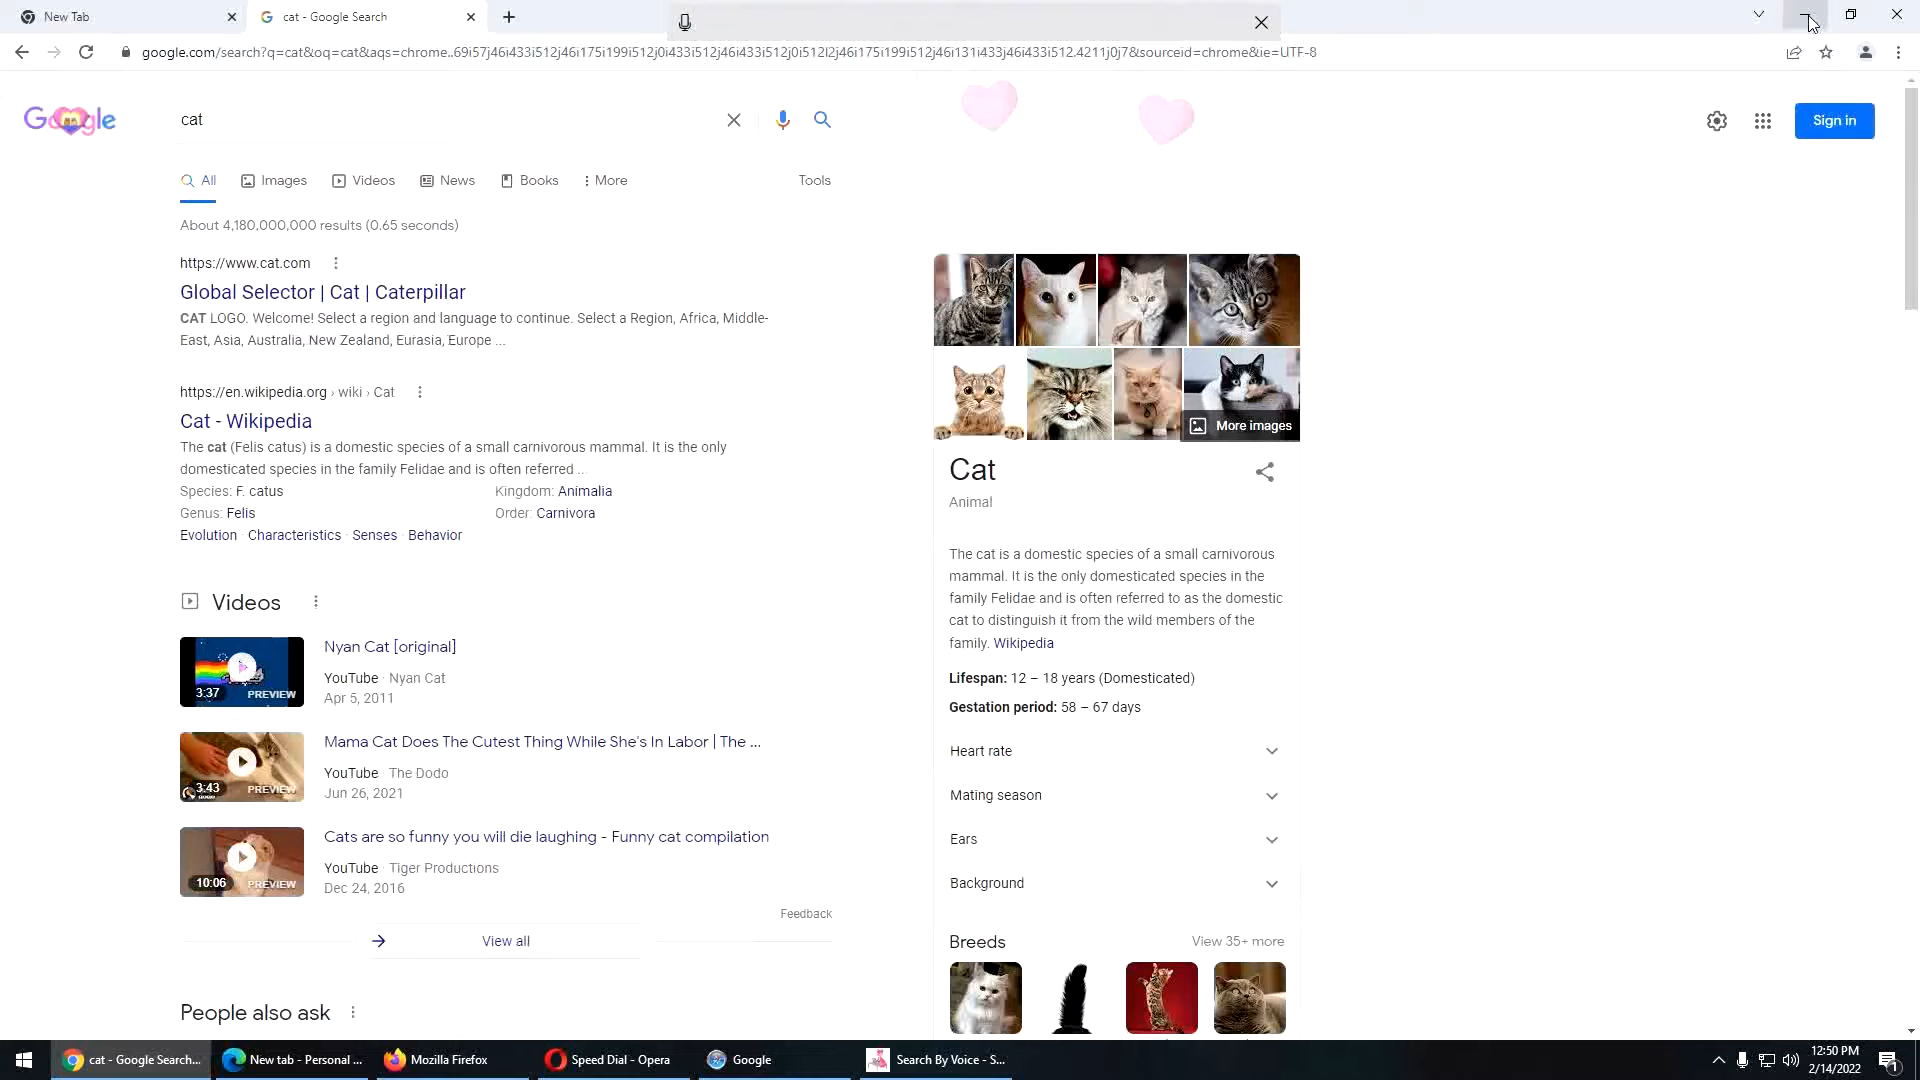 New Tab
cat - Google Search
google.com/search?q=cat&oq=cat&aqs=chrome..69i57j46i433i512j46i175i199i512j0i433i512j46i433i512j0i512l2j46i175i199i512j46i131i433j46i433i512.4211j0j7&sourceid=chrome&ie=UTF-8
Google
cat
Sign in
All
Images
Videos
News
Books
More
Tools
About 4,180,000,000 results (0.65 seconds)
https://www.cat.com
Global Selector | Cat | Caterpillar
CAT LOGO. Welcome! Select a region and language to continue. Select a Region, Africa, Middle-
East, Asia, Australia, New Zealand, Eurasia, Europe ...
https://en.wikipedia.org › wiki › Cat
Cat - Wikipedia
The cat (Felis catus) is a domestic species of a small carnivorous mammal. It is the only
domesticated species in the family Felidae and is often referred ...
Species: F. catus
Kingdom: Animalia
Genus: Felis
Order: Carnivora
Evolution · Characteristics · Senses · Behavior
Videos
3:37
PREVIEW
Nyan Cat [original]
YouTube · Nyan Cat
Apr 5, 2011
3:43
PREVIEW
Mama Cat Does The Cutest Thing While She's In Labor | The ...
YouTube · The Dodo
Jun 26, 2021
10:06
PREVIEW
Cats are so funny you will die laughing - Funny cat compilation
YouTube · Tiger Productions
Dec 24, 2016
Feedback
View all
People also ask
More images
Cat
Animal
The cat is a domestic species of a small carnivorous
mammal. It is the only domesticated species in the
family Felidae and is often referred to as the domestic
cat to distinguish it from the wild members of the
family. Wikipedia
Lifespan: 12 – 18 years (Domesticated)
Gestation period: 58 – 67 days
Heart rate
Mating season
Ears
Background
Breeds
View 35+ more
cat - Google Search...
New tab - Personal ...
Mozilla Firefox
Speed Dial - Opera
Google
Search By Voice - S...
12:50 PM
2/14/2022
1